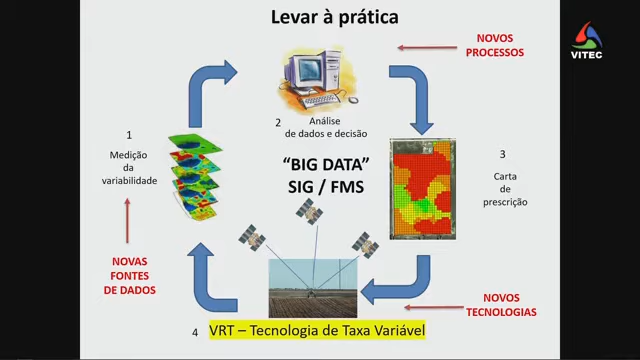 Levar à prática
NOVOS
PROCESSOS
VITEC
2
Análise
de dados e decisão
1
Medição
da
variabilidade
"BIG DATA"
SIG / FMS
3
Carta
de
prescrição
NOVAS
FONTES
DE DADOS
NOVOS
TECNOLOGIAS
4
VRT – Tecnologia de Taxa Variável